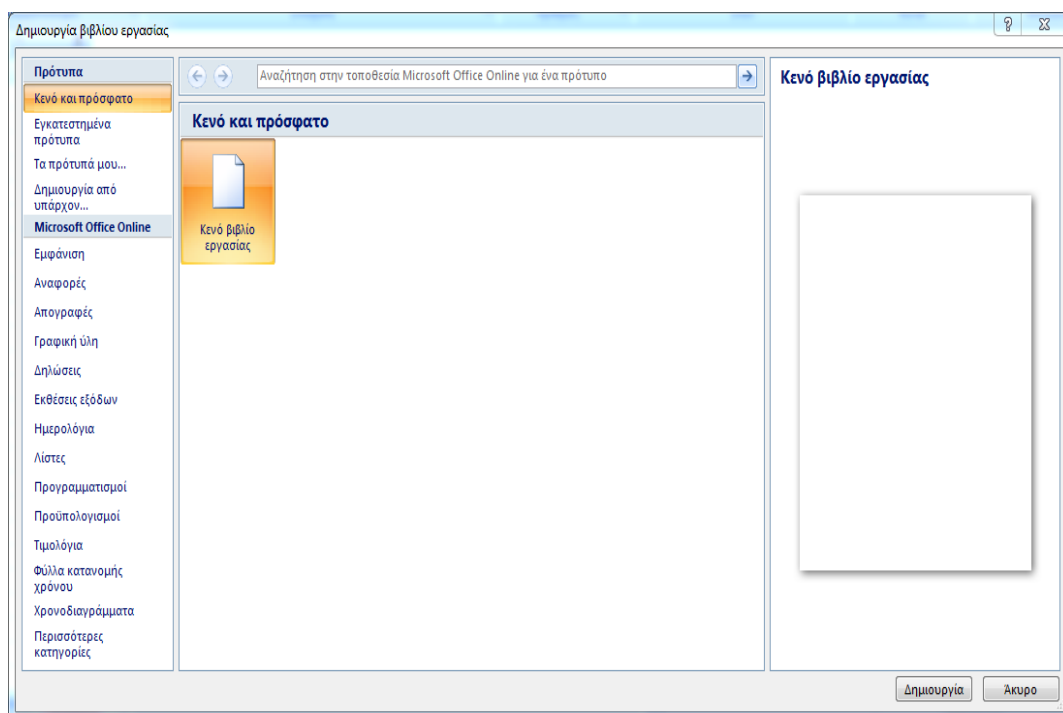 Δημιουργία βιβλίου εργασίας
Πρότυπα
Κενό και πρόσφατο
Εγκατεστημένα
πρότυπα
Τα πρότυπά μου...
Δημιουργία από
υπάρχον...
Microsoft Office Online
Εμφάνιση
Αναφορές
Απογραφές
Γραφική ύλη
Δηλώσεις
Εκθέσεις εξόδων
Ημερολόγια
Λίστες
Προγραμματισμοί
Προϋπολογισμοί
Τιμολόγια
Φύλλα κατανομής
χρόνου
Χρονοδιαγράμματα
Περισσότερες
κατηγορίες
Αναζήτηση στην τοποθεσία Microsoft Office Online για ένα πρότυπο
Κενό και πρόσφατο
Κενό βιβλίο
εργασίας
Κενό βιβλίο εργασίας
Δημιουργία
Άκυρο